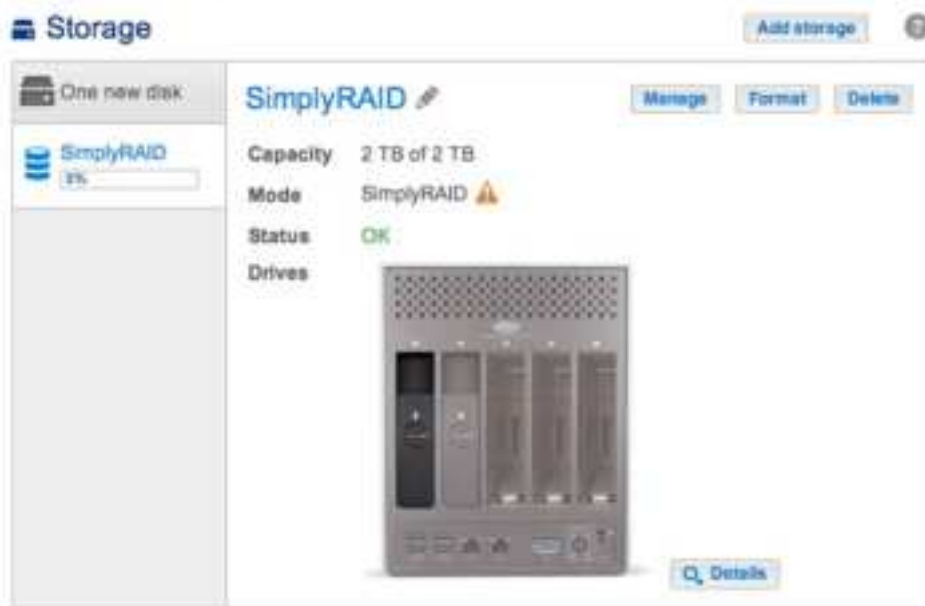 Storage
Add storage
One new disk
SimplyRAID
SimplyRAID
Manage
Format
Delete
Capacity 2 TB of 2 TB
Mode SimplyRAID
Status OK
Drives
Details